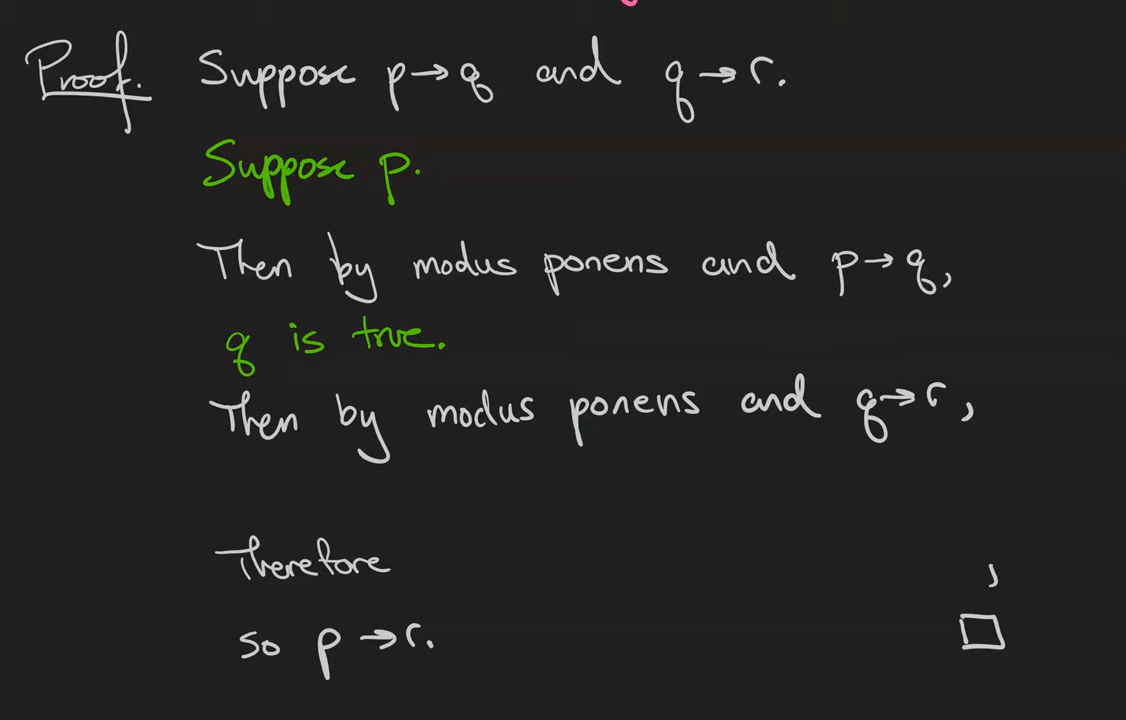 Proof. Suppose p→q and q→r.
Suppose p.
Then by modus ponens and p→q,
q is true.
Then by modus ponens and q→r,
Therefore ,
so p→r. □